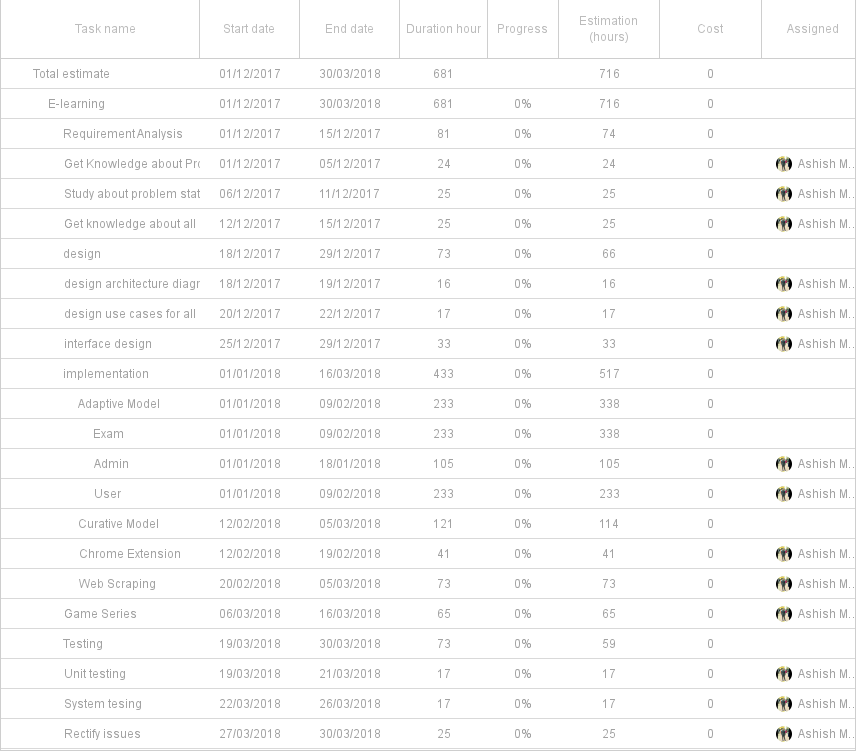 Task name Start date End date Duration hour Progress Estimation (hours) Cost Assigned
Total estimate 01/12/2017 30/03/2018 681 716 0
E-learning 01/12/2017 30/03/2018 681 0% 716 0
Requirement Analysis 01/12/2017 15/12/2017 81 0% 74 0
Get Knowledge about Pro 01/12/2017 05/12/2017 24 0% 24 0 Ashish M..
Study about problem stat 06/12/2017 11/12/2017 25 0% 25 0 Ashish M..
Get knowledge about all 12/12/2017 15/12/2017 25 0% 25 0 Ashish M..
design 18/12/2017 29/12/2017 73 0% 66 0
design architecture diagr 18/12/2017 19/12/2017 16 0% 16 0 Ashish M..
design use cases for all 20/12/2017 22/12/2017 17 0% 17 0 Ashish M..
interface design 25/12/2017 29/12/2017 33 0% 33 0 Ashish M..
implementation 01/01/2018 16/03/2018 433 0% 517 0
Adaptive Model 01/01/2018 09/02/2018 233 0% 338 0
Exam 01/01/2018 09/02/2018 233 0% 338 0
Admin 01/01/2018 18/01/2018 105 0% 105 0 Ashish M..
User 01/01/2018 09/02/2018 233 0% 233 0 Ashish M..
Curative Model 12/02/2018 05/03/2018 121 0% 114 0
Chrome Extension 12/02/2018 19/02/2018 41 0% 41 0 Ashish M..
Web Scraping 20/02/2018 05/03/2018 73 0% 73 0 Ashish M..
Game Series 06/03/2018 16/03/2018 65 0% 65 0 Ashish M..
Testing 19/03/2018 30/03/2018 73 0% 59 0
Unit testing 19/03/2018 21/03/2018 17 0% 17 0 Ashish M..
System tesing 22/03/2018 26/03/2018 17 0% 17 0 Ashish M..
Rectify issues 27/03/2018 30/03/2018 25 0% 25 0 Ashish M..